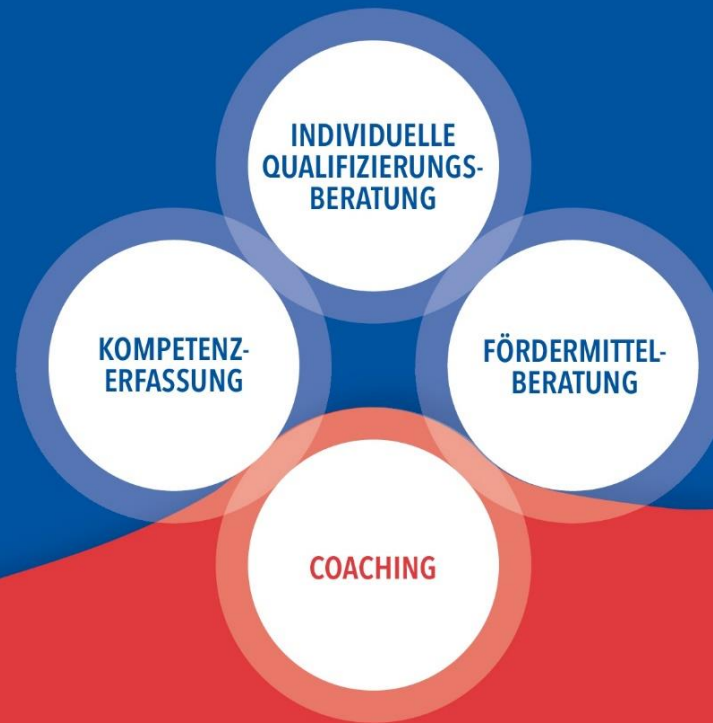 INDIVIDUELLE
QUALIFIZIERUNGS-
BERATUNG
KOMPETENZ-
ERFASSUNG
FÖRDERMITTEL-
BERATUNG
COACHING